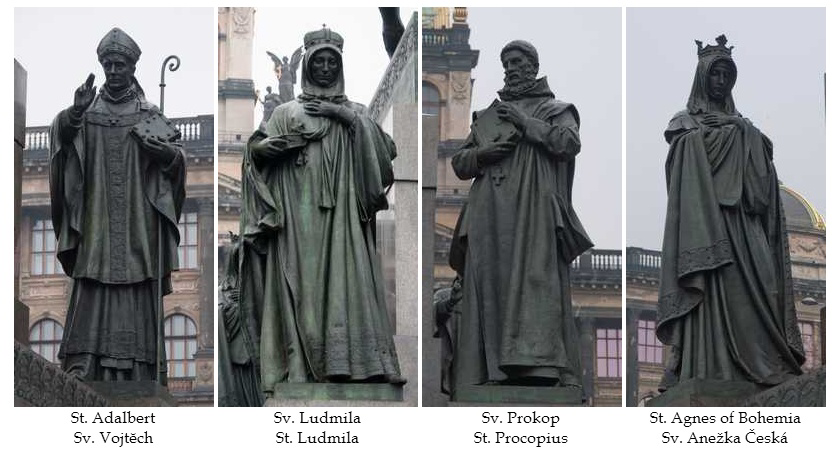 St. Adalbert
Sv. Vojtěch
Sv. Ludmila
St. Ludmila
Sv. Prokop
St. Procopius
St. Agnes of Bohemia
Sv. Anežka Česká